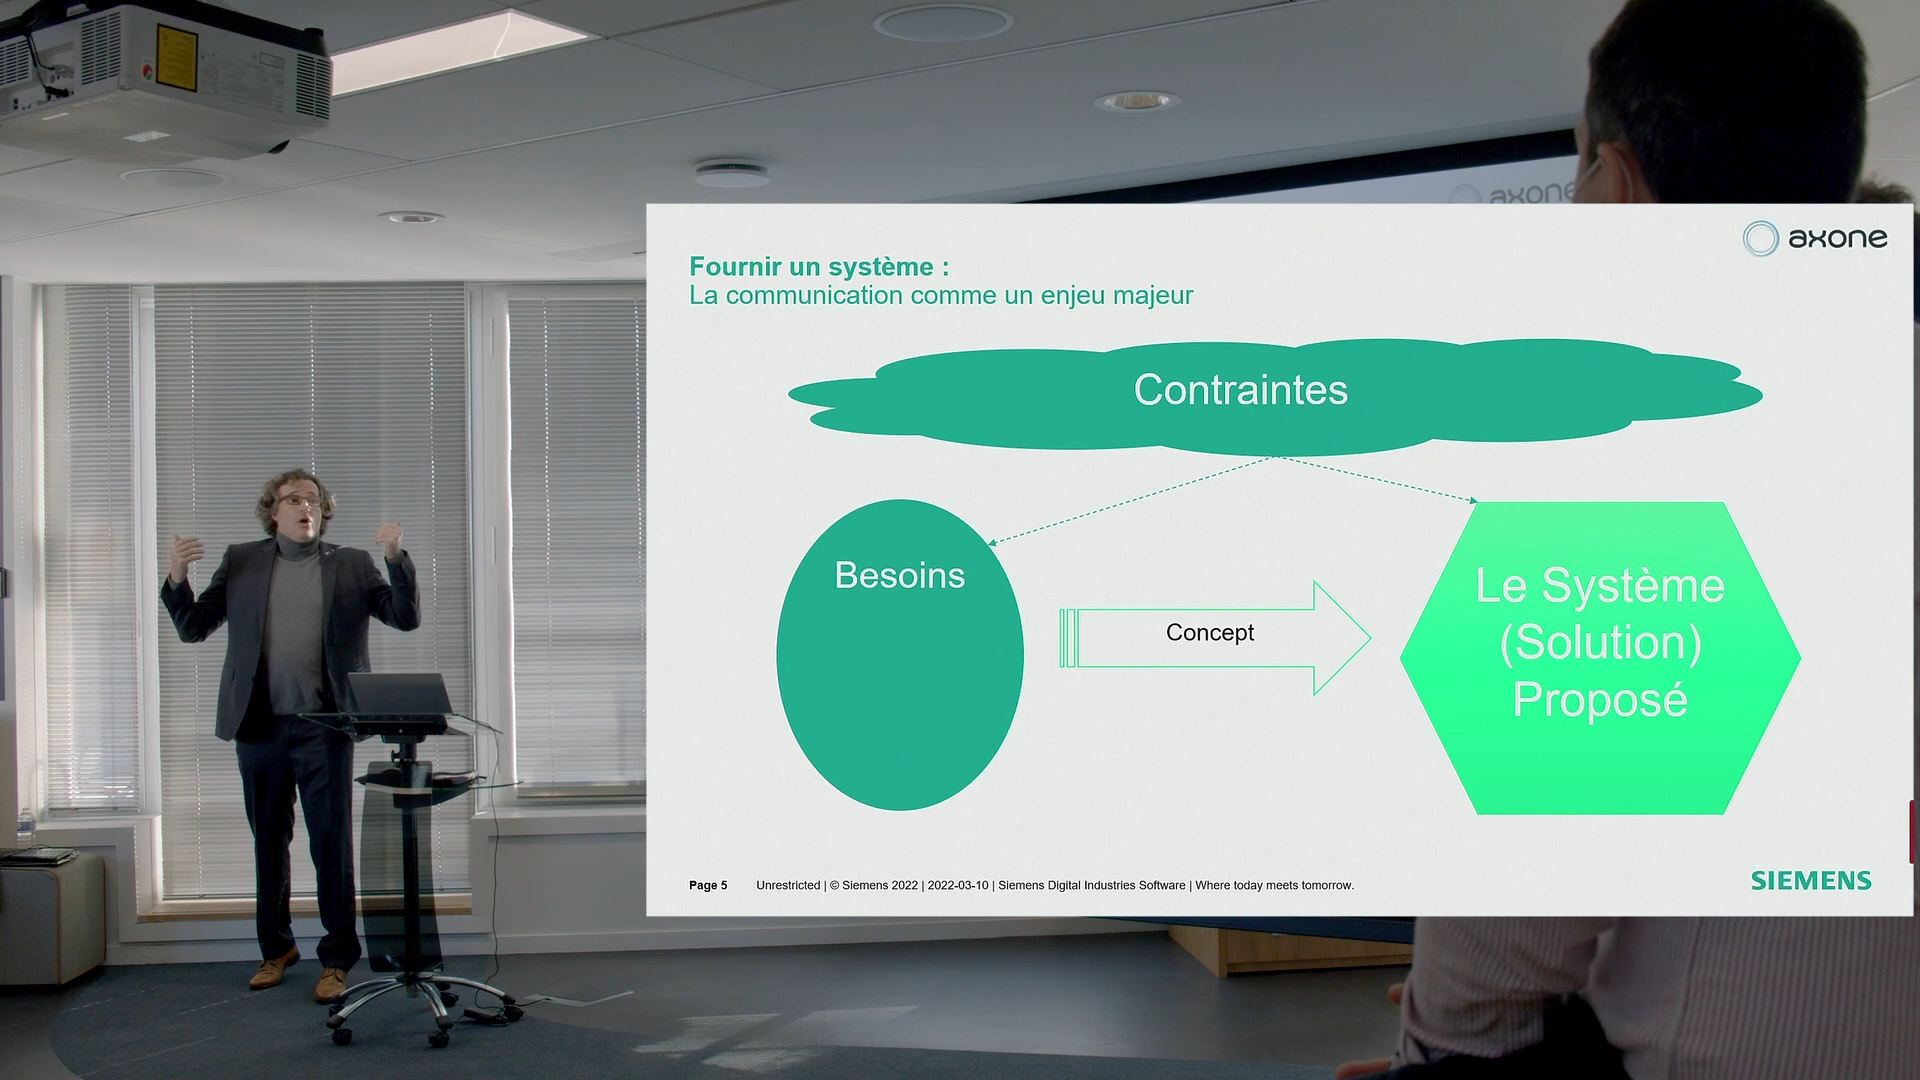 axone
axone
Fournir un système :
La communication comme un enjeu majeur
Contraintes
Besoins
Concept
Le Système
(Solution)
Proposé
Page 5
Unrestricted | © Siemens 2022 | 2022-03-10 | Siemens Digital Industries Software | Where today meets tomorrow.
SIEMENS